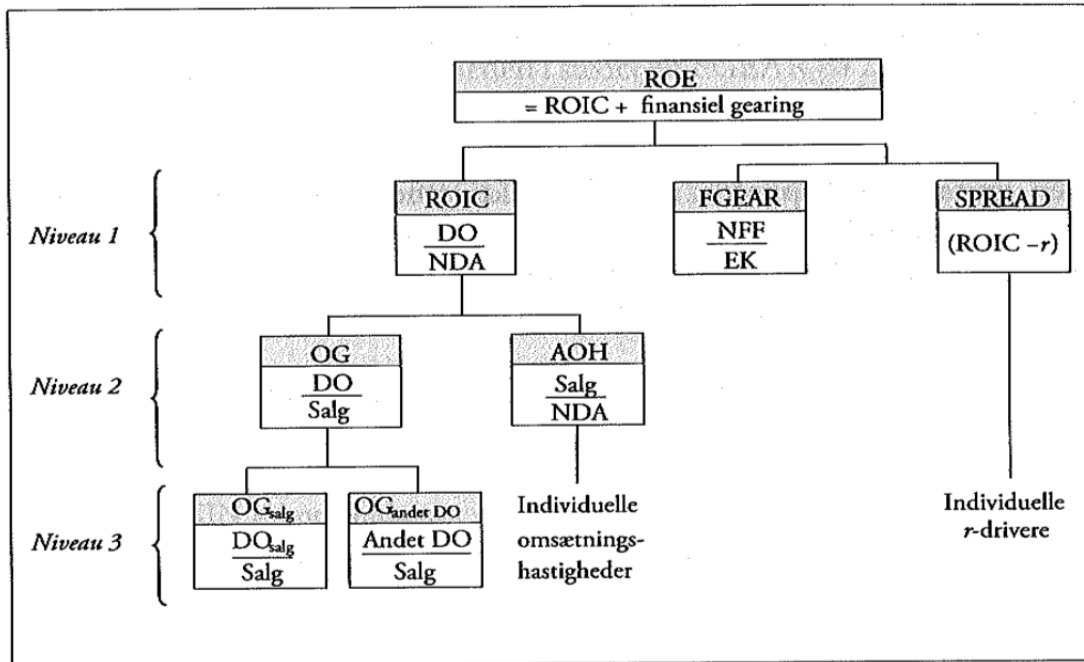 ROE
= ROIC + finansiel gearing
Niveau 1
ROIC
DO
NDA
FGEAR
NFF
EK
SPREAD
(ROIC –r)
Niveau 2
OG
DO
Salg
AOH
Salg
NDA
Niveau 3
OGsalg
DOsalg
Salg
OGandet DO
Andet DO
Salg
Individuelle
omsætnings-
hastigheder
Individuelle
r-drivere